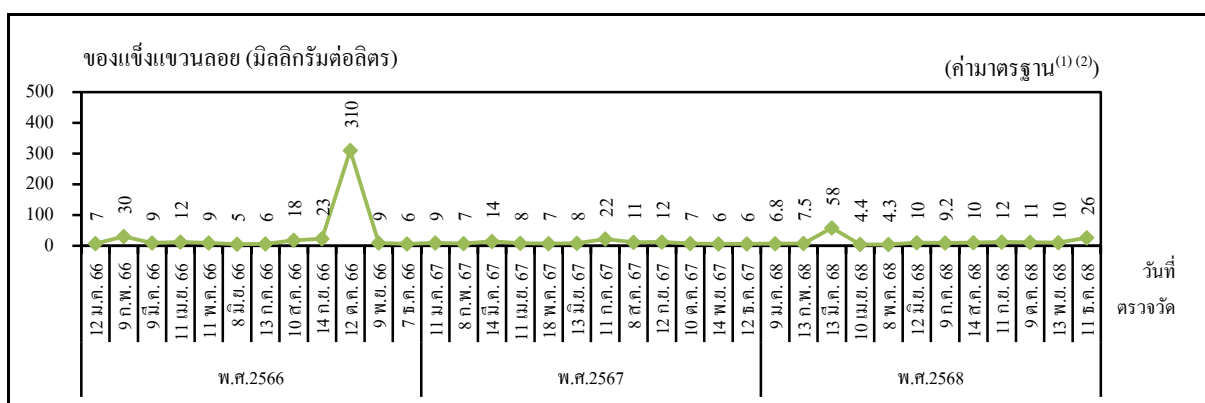 ของแข็งแขวนลอย (มิลลิกรัมต่อลิตร)
(ค่ามาตรฐาน(1) (2))
500
400
300
200
100
0
7 30 9 12 9 5 6 18 23 310 9 6 9 7 14 8 7 8 22 11 12 7 6 6 6.8 7.5 58 4.4 4.3 10 9.2 10 12 11 10 26
12 ม.ค. 66
9 ก.พ. 66
9 มี.ค. 66
11 เม.ย. 66
11 พ.ค. 66
8 มิ.ย. 66
13 ก.ค. 66
10 ส.ค. 66
14 ก.ย. 66
12 ต.ค. 66
9 พ.ย. 66
7 ธ.ค. 66
11 ม.ค. 67
8 ก.พ. 67
14 มี.ค. 67
11 เม.ย. 67
18 พ.ค. 67
13 มิ.ย. 67
11 ก.ค. 67
8 ส.ค. 67
12 ก.ย. 67
10 ต.ค. 67
14 พ.ย. 67
12 ธ.ค. 67
9 ม.ค. 68
13 ก.พ. 68
13 มี.ค. 68
10 เม.ย. 68
8 พ.ค. 68
12 มิ.ย. 68
9 ก.ค. 68
14 ส.ค. 68
11 ก.ย. 68
9 ต.ค. 68
13 พ.ย. 68
11 ธ.ค. 68
วันที่
ตรวจวัด
พ.ศ.2566 พ.ศ.2567 พ.ศ.2568